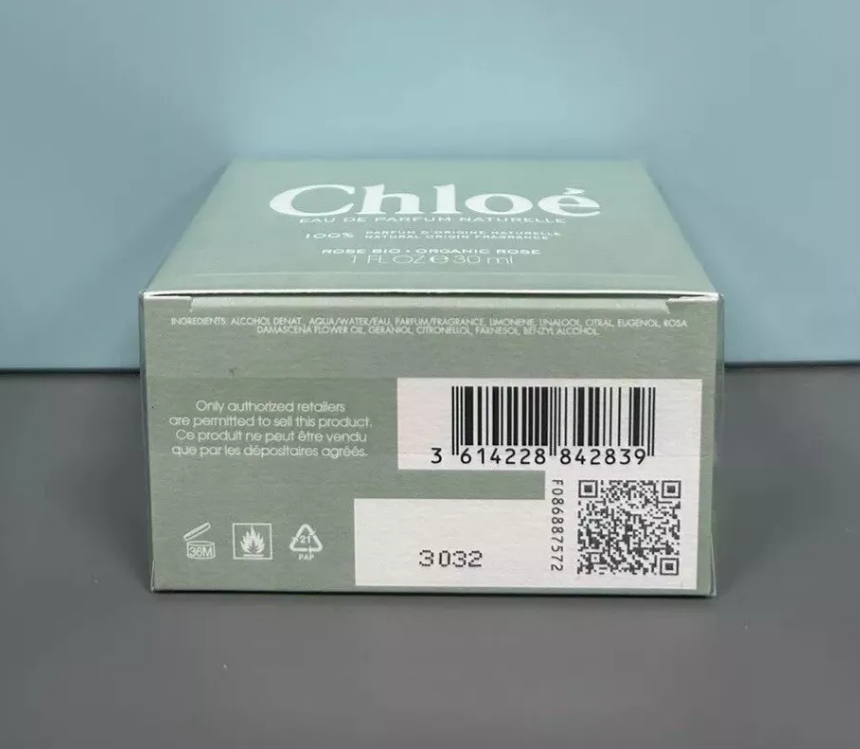 Chloé
EAU DE PARFUM NATURELLE
100% PARFUM D'ORIGINE NATURELLE
NATURAL ORIGIN FRAGRANCE
ROSE BIO • ORGANIC ROSE
1 FL OZ e 30 ml
INGREDIENTS: ALCOHOL DENAT., AQUA/WATER/EAU, PARFUM/FRAGRANCE, LIMONENE, LINALOOL, CITRAL, EUGENOL, ROSA
DAMASCENA FLOWER OIL, GERANIOL, CITRONELLOL, FARNESOL, BENZYL ALCOHOL.
Only authorized retailers
are permitted to sell this product.
Ce produit ne peut être vendu
que par les dépositaires agréés.
3 614228 842839
F086887572
36M
21
PAP
3032